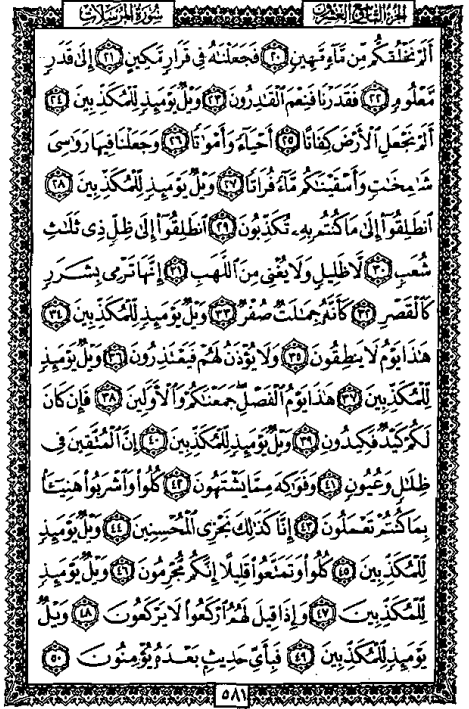 الجزء التاسع والعشرون سورة المرسلات
أَلَمْ نَخْلُقكُّم مِّن مَّآءٍ مَّهِينٍ ٢٠ فَجَعَلْنَٰهُ فِى قَرَارٍ مَّكِينٍ ٢١ إِلَىٰ قَدَرٍ
مَّعْلُومٍ ٢٢ فَقَدَرْنَا فَنِعْمَ ٱلْقَٰدِرُونَ ٢٣ وَيْلٌ يَوْمَئِذٍ لِّلْمُكَذِّبِينَ ٢٤
أَلَمْ نَجْعَلِ ٱلْأَرْضَ كِفَاتًا ٢٥ أَحْيَآءً وَأَمْوَٰتًا ٢٦ وَجَعَلْنَا فِيهَا رَوَٰسِىَ
شَٰمِخَٰتٍ وَأَسْقَيْنَٰكُم مَّآءً فُرَاتًا ٢٧ وَيْلٌ يَوْمَئِذٍ لِّلْمُكَذِّبِينَ ٢٨
ٱنطَلِقُوٓا۟ إِلَىٰ مَا كُنتُم بِهِۦ تُكَذِّبُونَ ٢٩ ٱنطَلِقُوٓا۟ إِلَىٰ ظِلٍّ ذِى ثَلَٰثِ
شُعَبٍ ٣٠ لَّا ظَلِيلٍ وَلَا يُغْنِى مِنَ ٱللَّهَبِ ٣١ إِنَّهَا تَرْمِى بِشَرَرٍ
كَٱلْقَصْرِ ٣٢ كَأَنَّهُۥ جِمَٰلَتٌ صُفْرٌ ٣٣ وَيْلٌ يَوْمَئِذٍ لِّلْمُكَذِّبِينَ ٣٤
هَٰذَا يَوْمُ لَا يَنطِقُونَ ٣٥ وَلَا يُؤْذَنُ لَهُمْ فَيَعْتَذِرُونَ ٣٦ وَيْلٌ يَوْمَئِذٍ
لِّلْمُكَذِّبِينَ ٣٧ هَٰذَا يَوْمُ ٱلْفَصْلِ جَمَعْنَٰكُمْ وَٱلْأَوَّلِينَ ٣٨ فَإِن كَانَ
لَكُمْ كَيْدٌ فَكِيدُونِ ٣٩ وَيْلٌ يَوْمَئِذٍ لِّلْمُكَذِّبِينَ ٤٠ إِنَّ ٱلْمُتَّقِينَ فِى
ظِلَٰلٍ وَعُيُونٍ ٤١ وَفَوَٰكِهَ مِمَّا يَشْتَهُونَ ٤٢ كُلُوا۟ وَٱشْرَبُوا۟ هَنِيٓـًٔا
بِمَا كُنتُمْ تَعْمَلُونَ ٤٣ إِنَّا كَذَٰلِكَ نَجْزِى ٱلْمُحْسِنِينَ ٤٤ وَيْلٌ يَوْمَئِذٍ
لِّلْمُكَذِّبِينَ ٤٥ كُلُوا۟ وَتَمَتَّعُوا۟ قَلِيلًا إِنَّكُم مُّجْرِمُونَ ٤٦ وَيْلٌ يَوْمَئِذٍ
لِّلْمُكَذِّبِينَ ٤٧ وَإِذَا قِيلَ لَهُمُ ٱرْكَعُوا۟ لَا يَرْكَعُونَ ٤٨ وَيْلٌ
يَوْمَئِذٍ لِّلْمُكَذِّبِينَ ٤٩ فَبِأَىِّ حَدِيثٍۭ بَعْدَهُۥ يُؤْمِنُونَ ٥٠
٥٨١